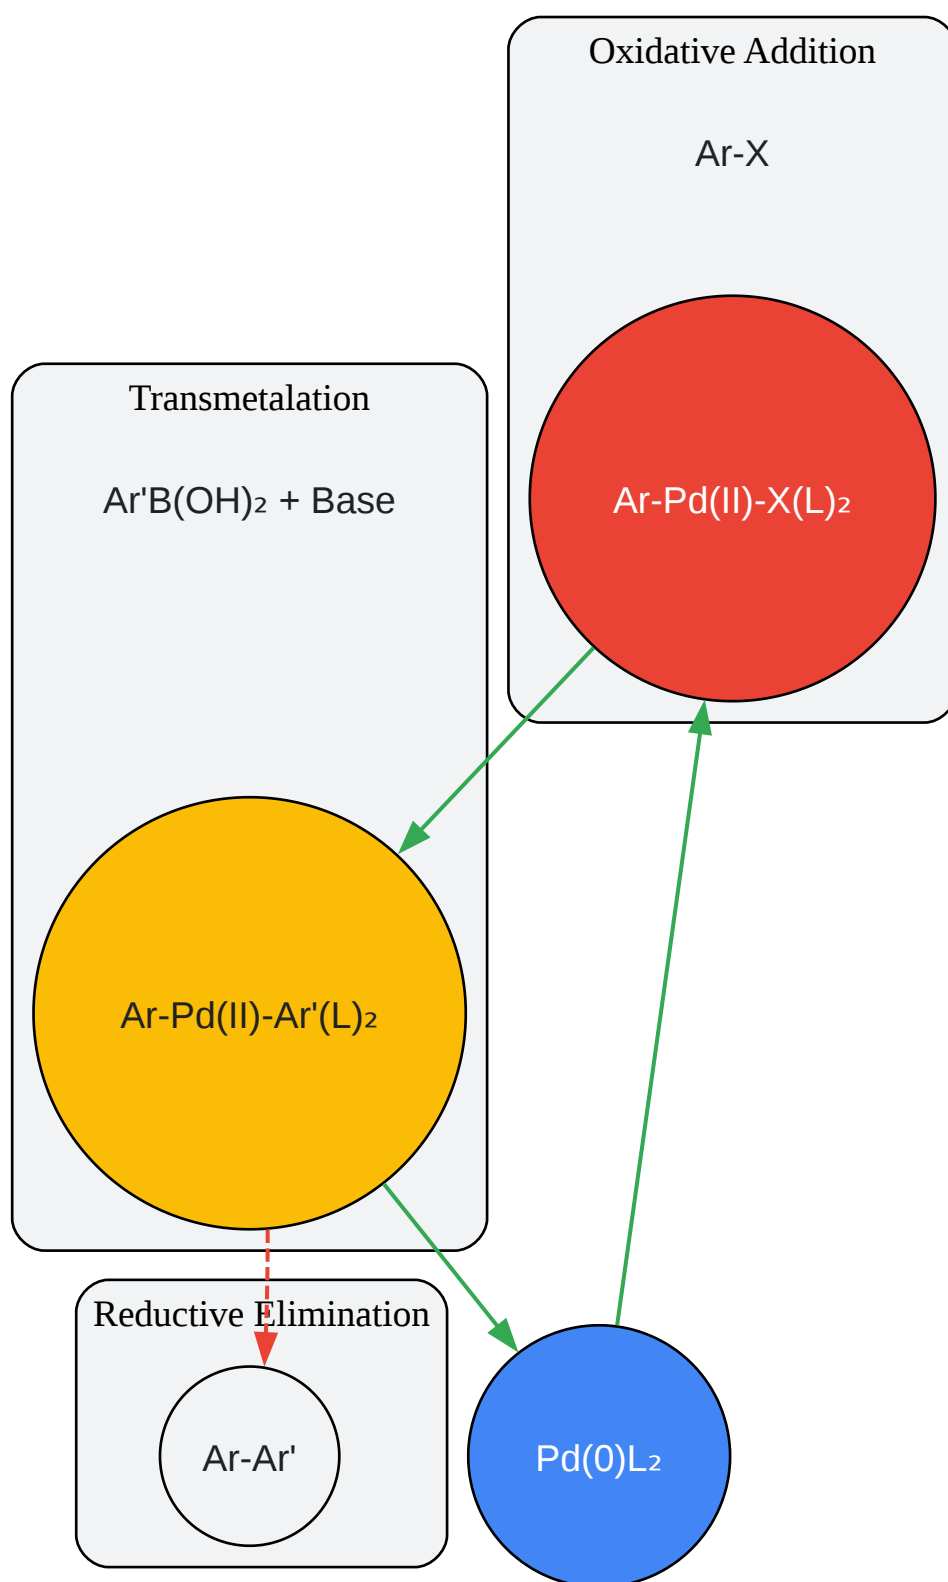 Oxidative Addition
Ar-X
Ar-Pd(II)-X(L)₂
Transmetalation
Ar'B(OH)₂ + Base
Ar-Pd(II)-Ar'(L)₂
Reductive Elimination
Ar-Ar'
Pd(0)L₂